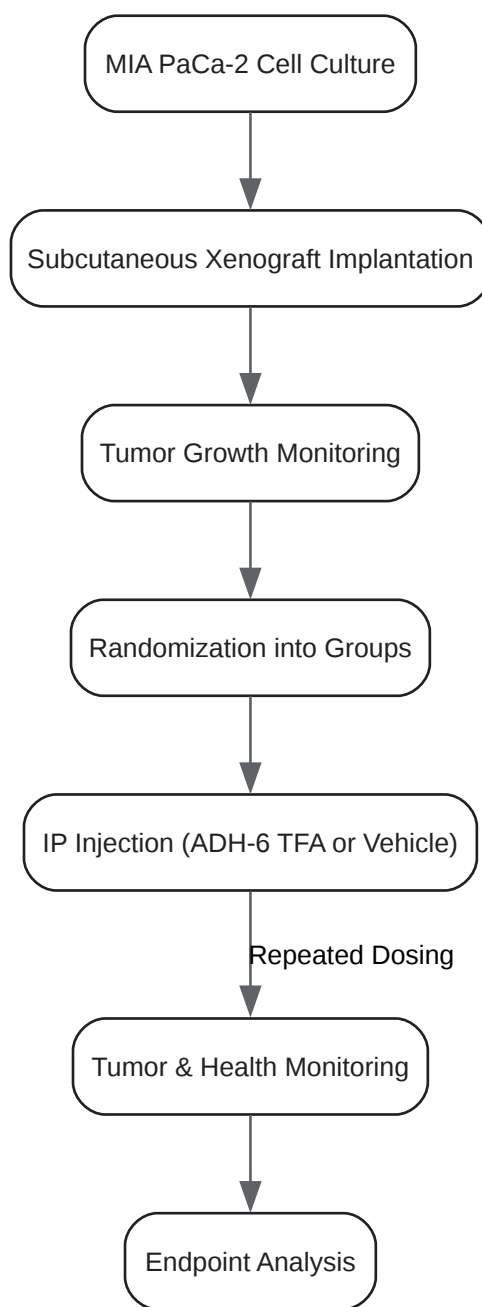 MIA PaCa-2 Cell Culture
Subcutaneous Xenograft Implantation
Tumor Growth Monitoring
Randomization into Groups
IP Injection (ADH-6 TFA or Vehicle)
Repeated Dosing
Tumor & Health Monitoring
Endpoint Analysis